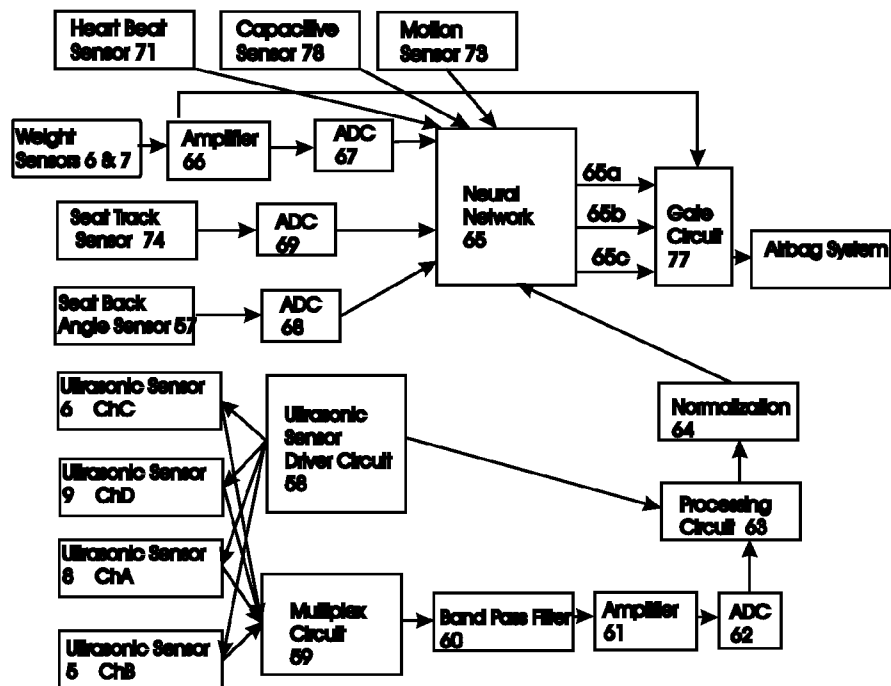 Heart Beat
Sensor 71
Capacitive
Sensor 78
Motion
Sensor 73
Weight
Sensors 6 & 7
Amplifier
66
ADC
67
Neural
Network
65
65a
65b
65c
Gate
Circuit
77
Airbag System
Seat Track
Sensor 74
ADC
69
Seat Back
Angle Sensor 57
ADC
68
Ultrasonic Sensor
6 ChC
Ultrasonic Sensor
9 ChD
Ultrasonic Sensor
8 ChA
Ultrasonic Sensor
5 ChB
Ultrasonic
Sensor
Driver Circuit
58
Multiplex
Circuit
59
Band Pass Filter
60
Amplifier
61
ADC
62
Processing
Circuit 63
Normalization
64